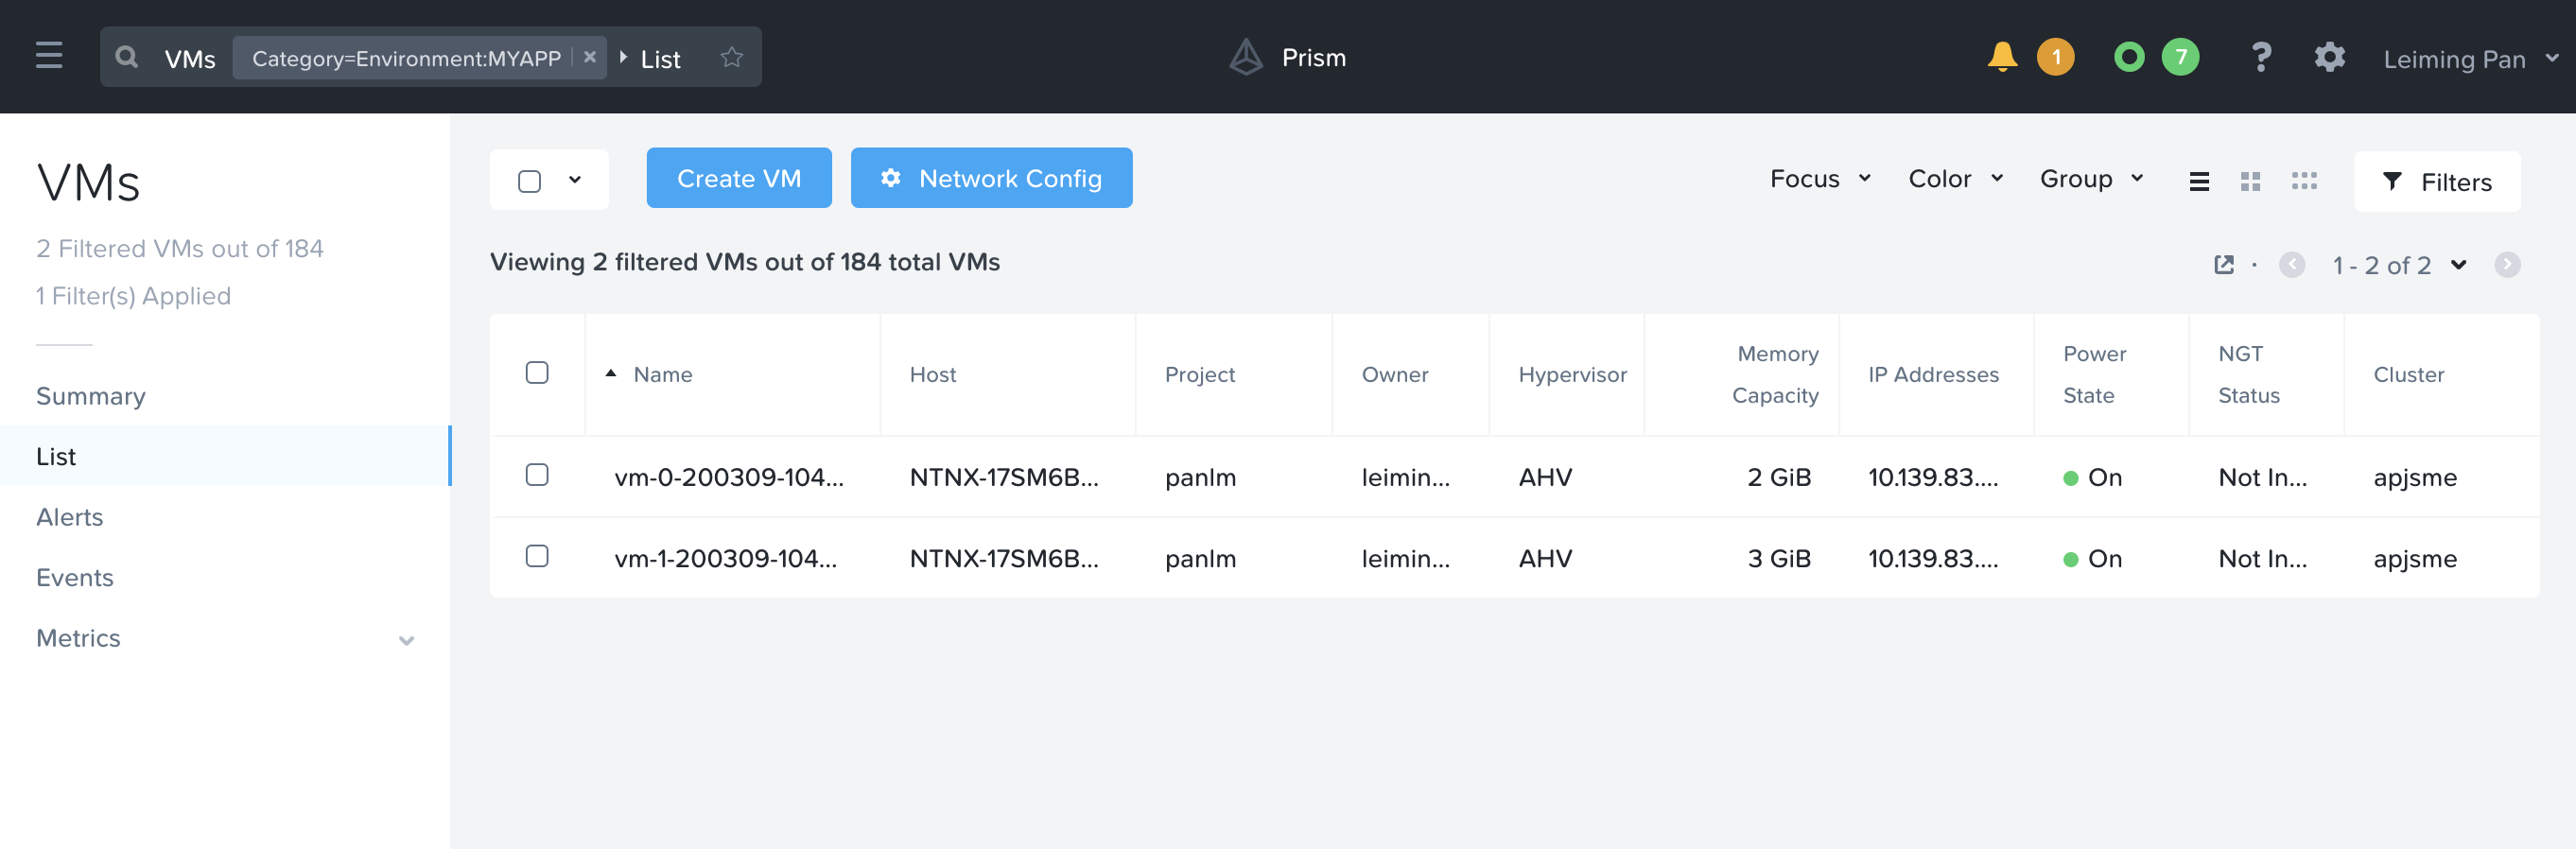 VMs Category=Environment:MYAPP × List Prism 1 7 ? Leiming Pan
VMs
2 Filtered VMs out of 184
1 Filter(s) Applied
Summary
List
Alerts
Events
Metrics
Create VM Network Config Focus Color Group Filters
Viewing 2 filtered VMs out of 184 total VMs · 1 - 2 of 2
Name Host Project Owner Hypervisor Memory Capacity IP Addresses Power State NGT Status Cluster
vm-0-200309-104... NTNX-17SM6B... panlm leimin... AHV 2 GiB 10.139.83.... On Not In... apjsme
vm-1-200309-104... NTNX-17SM6B... panlm leimin... AHV 3 GiB 10.139.83.... On Not In... apjsme